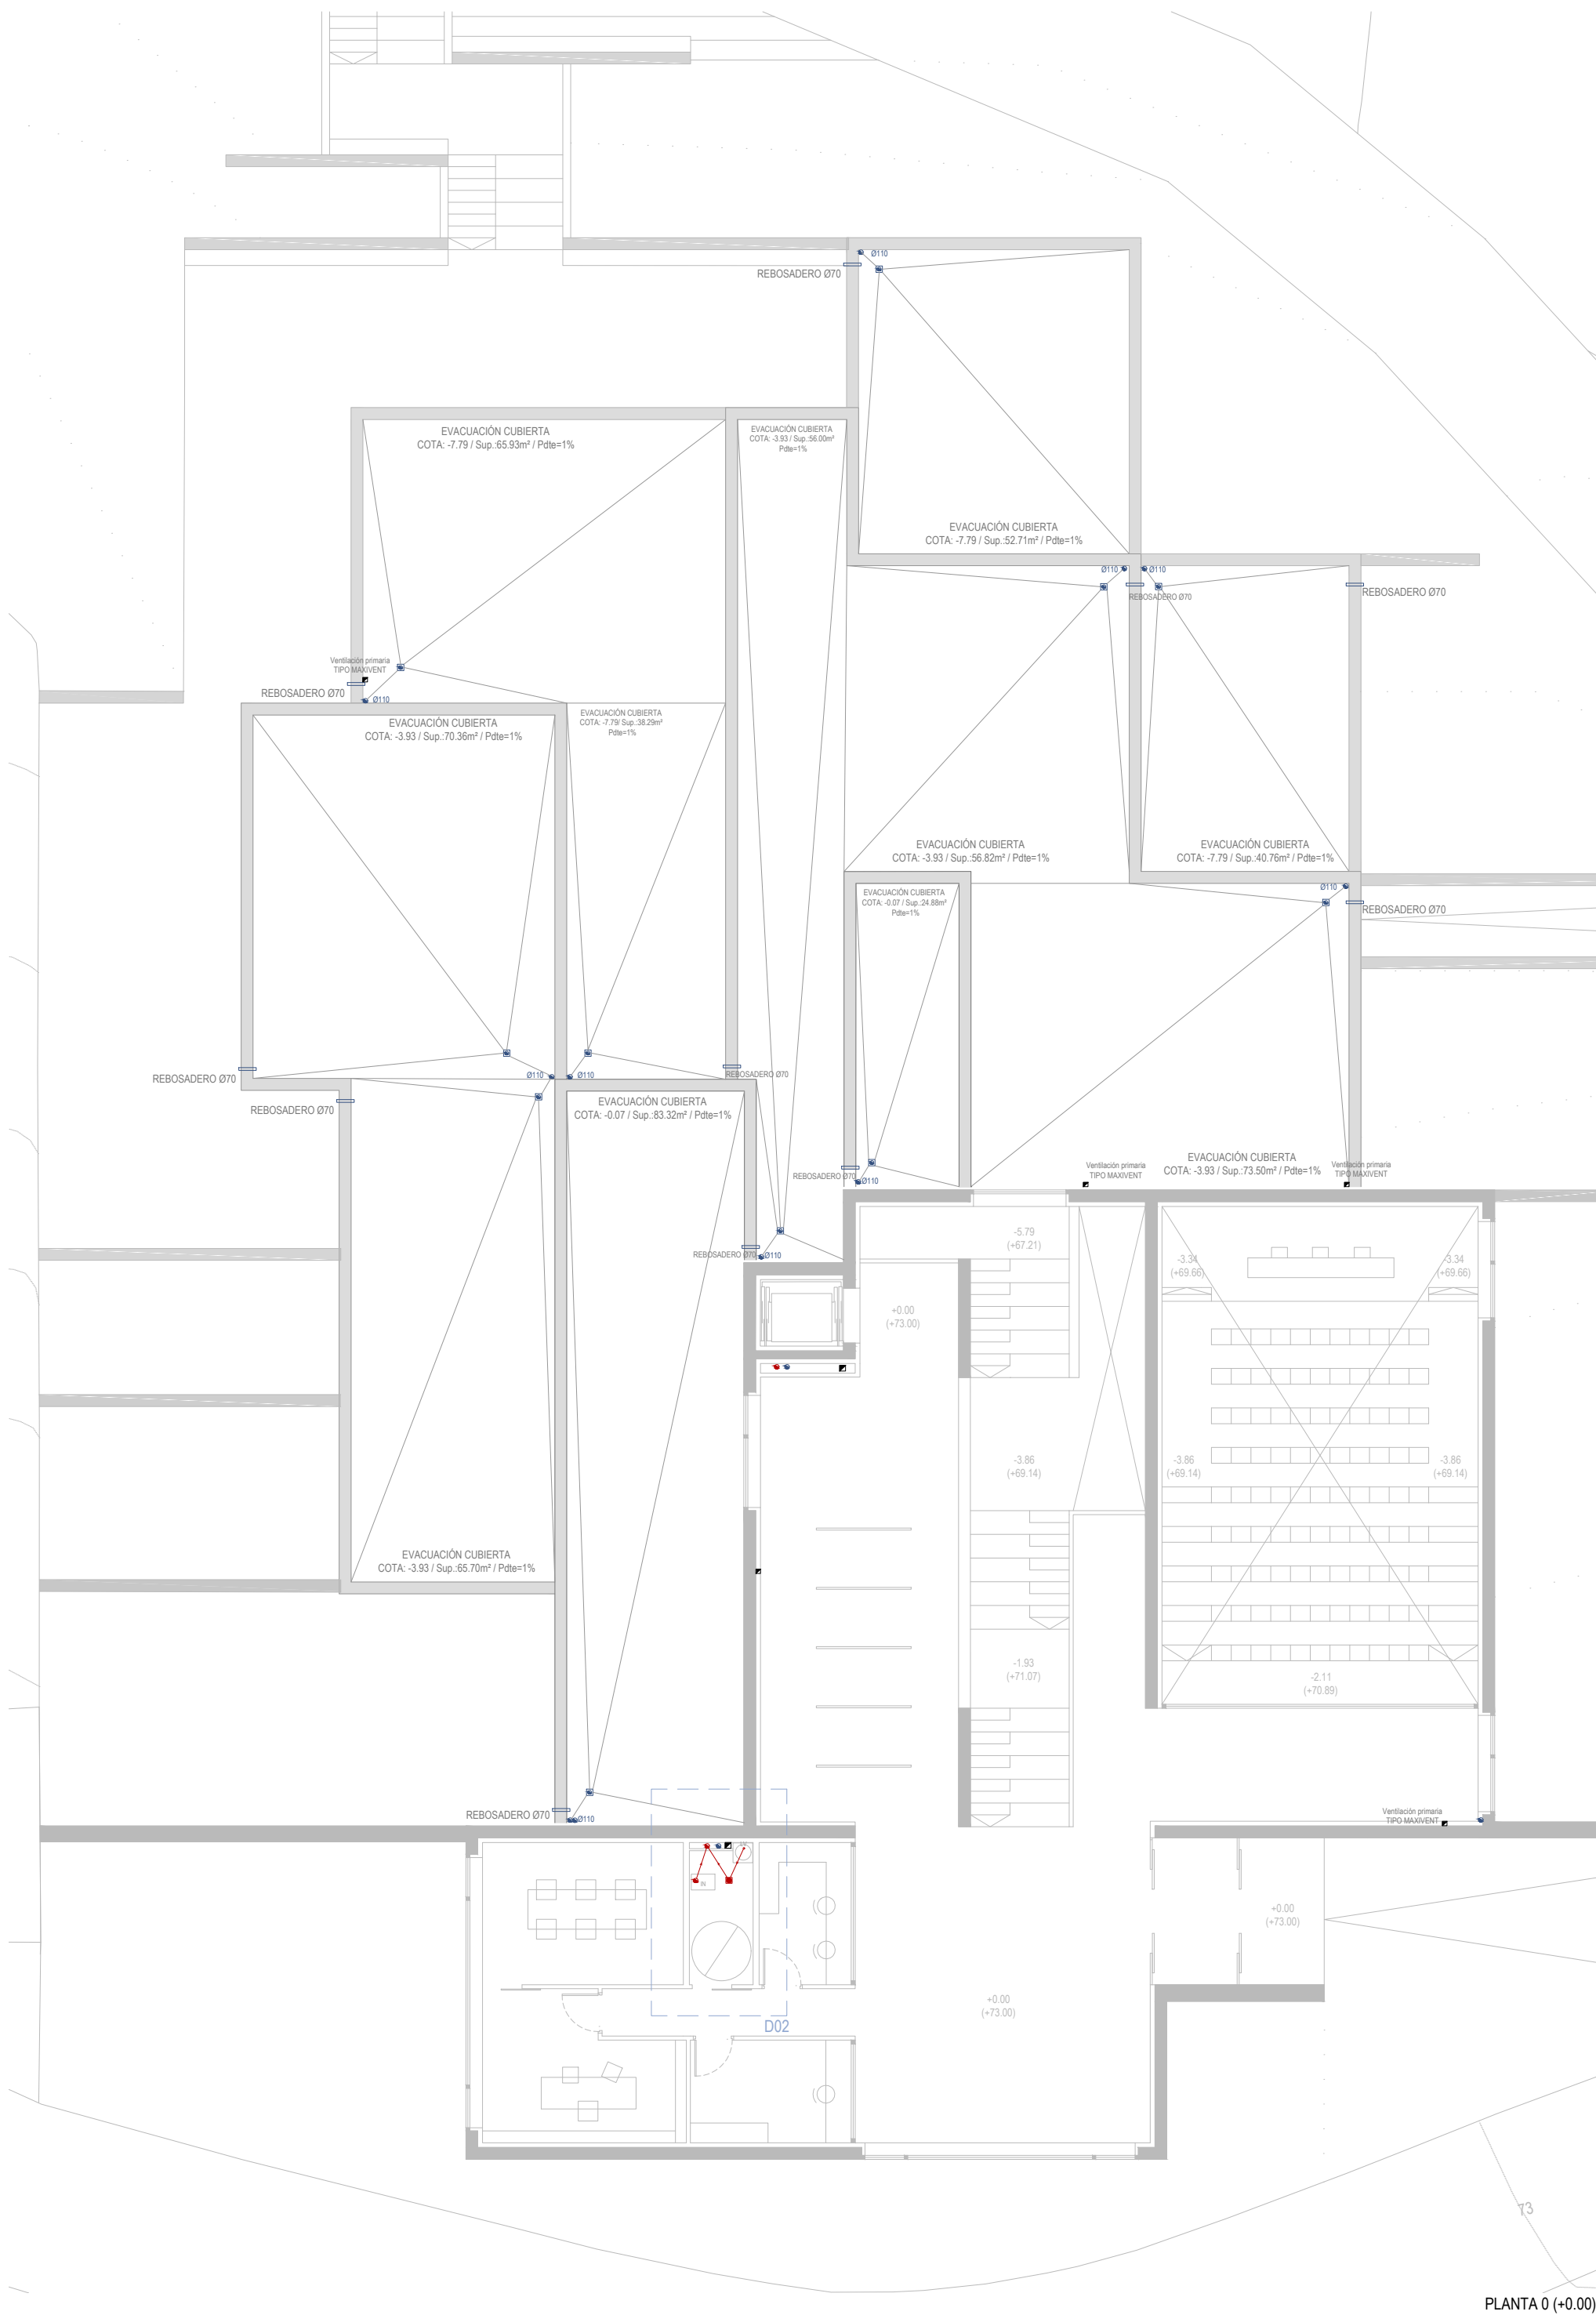 Ø110
REBOSADERO Ø70
EVACUACIÓN CUBIERTA
COTA: -7.79 / Sup.:65.93m² / Pdte=1%
EVACUACIÓN CUBIERTA
COTA: -3.93 / Sup.:56.00m²
Pdte=1%
EVACUACIÓN CUBIERTA
COTA: -7.79 / Sup.:52.71m² / Pdte=1%
Ø110
Ø110
REBOSADERO Ø70
REBOSADERO Ø70
Ventilación primaria
TIPO MAXIVENT
REBOSADERO Ø70
Ø110
EVACUACIÓN CUBIERTA
COTA: -3.93 / Sup.:70.36m² / Pdte=1%
EVACUACIÓN CUBIERTA
COTA: -7.79/ Sup.:38.29m²
Pdte=1%
EVACUACIÓN CUBIERTA
COTA: -3.93 / Sup.:56.82m² / Pdte=1%
EVACUACIÓN CUBIERTA
COTA: -7.79 / Sup.:40.76m² / Pdte=1%
EVACUACIÓN CUBIERTA
COTA: -0.07 / Sup.:24.88m²
Pdte=1%
Ø110
REBOSADERO Ø70
REBOSADERO Ø70
Ø110
Ø110
REBOSADERO Ø70
REBOSADERO Ø70
EVACUACIÓN CUBIERTA
COTA: -0.07 / Sup.:83.32m² / Pdte=1%
EVACUACIÓN CUBIERTA
COTA: -3.93 / Sup.:73.50m² / Pdte=1%
Ventilación primaria
TIPO MAXIVENT
Ventilación primaria
TIPO MAXIVENT
REBOSADERO Ø70
Ø110
-5.79
(+67.21)
REBOSADERO Ø70
Ø110
-3.34
(+69.66)
-3.34
(+69.66)
+0.00
(+73.00)
-3.86
(+69.14)
-3.86
(+69.14)
-3.86
(+69.14)
EVACUACIÓN CUBIERTA
COTA: -3.93 / Sup.:65.70m² / Pdte=1%
-1.93
(+71.07)
-2.11
(+70.89)
REBOSADERO Ø70
Ø110
Ventilación primaria
TIPO MAXIVENT
IN
+0.00
(+73.00)
+0.00
(+73.00)
D02
73
PLANTA 0 (+0.00)